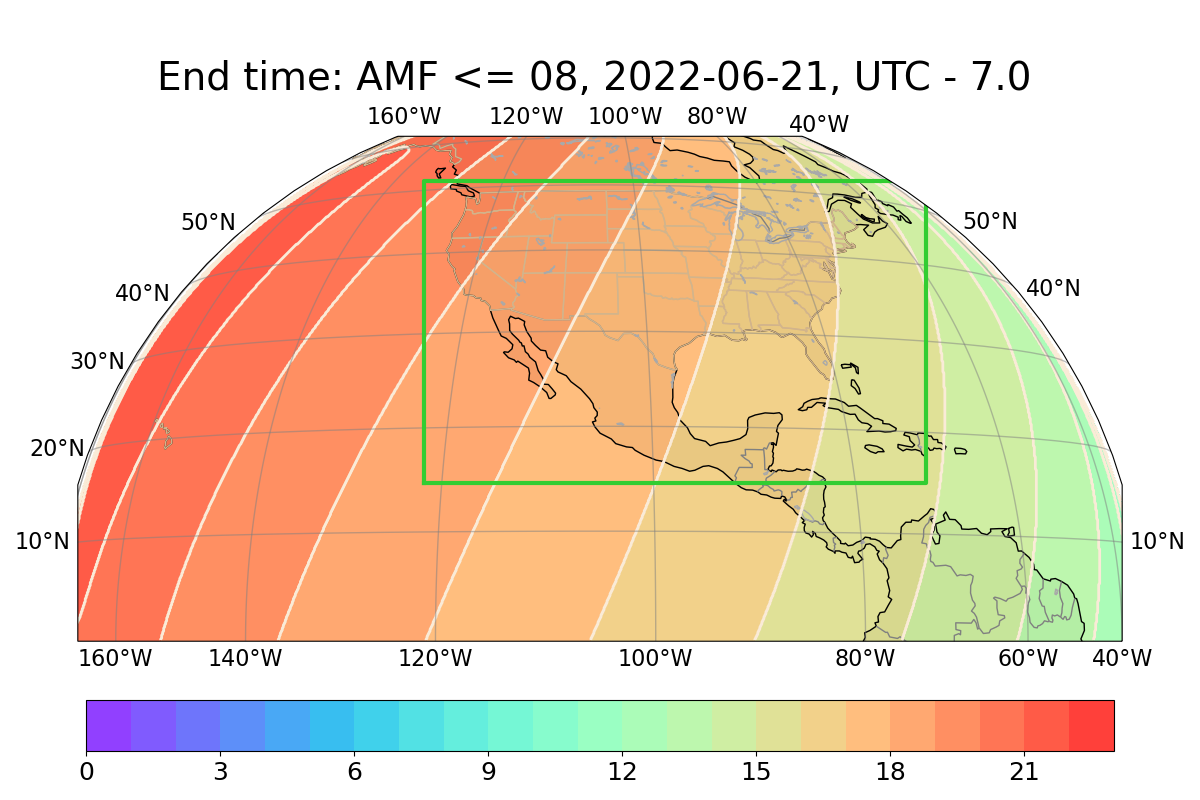 End time: AMF <= 08, 2022-06-21, UTC - 7.0
160°W 120°W 100°W 80°W 40°W
50°N 50°N
40°N 40°N
30°N
20°N
10°N 10°N
160°W 140°W 120°W 100°W 80°W 60°W 40°W
0 3 6 9 12 15 18 21